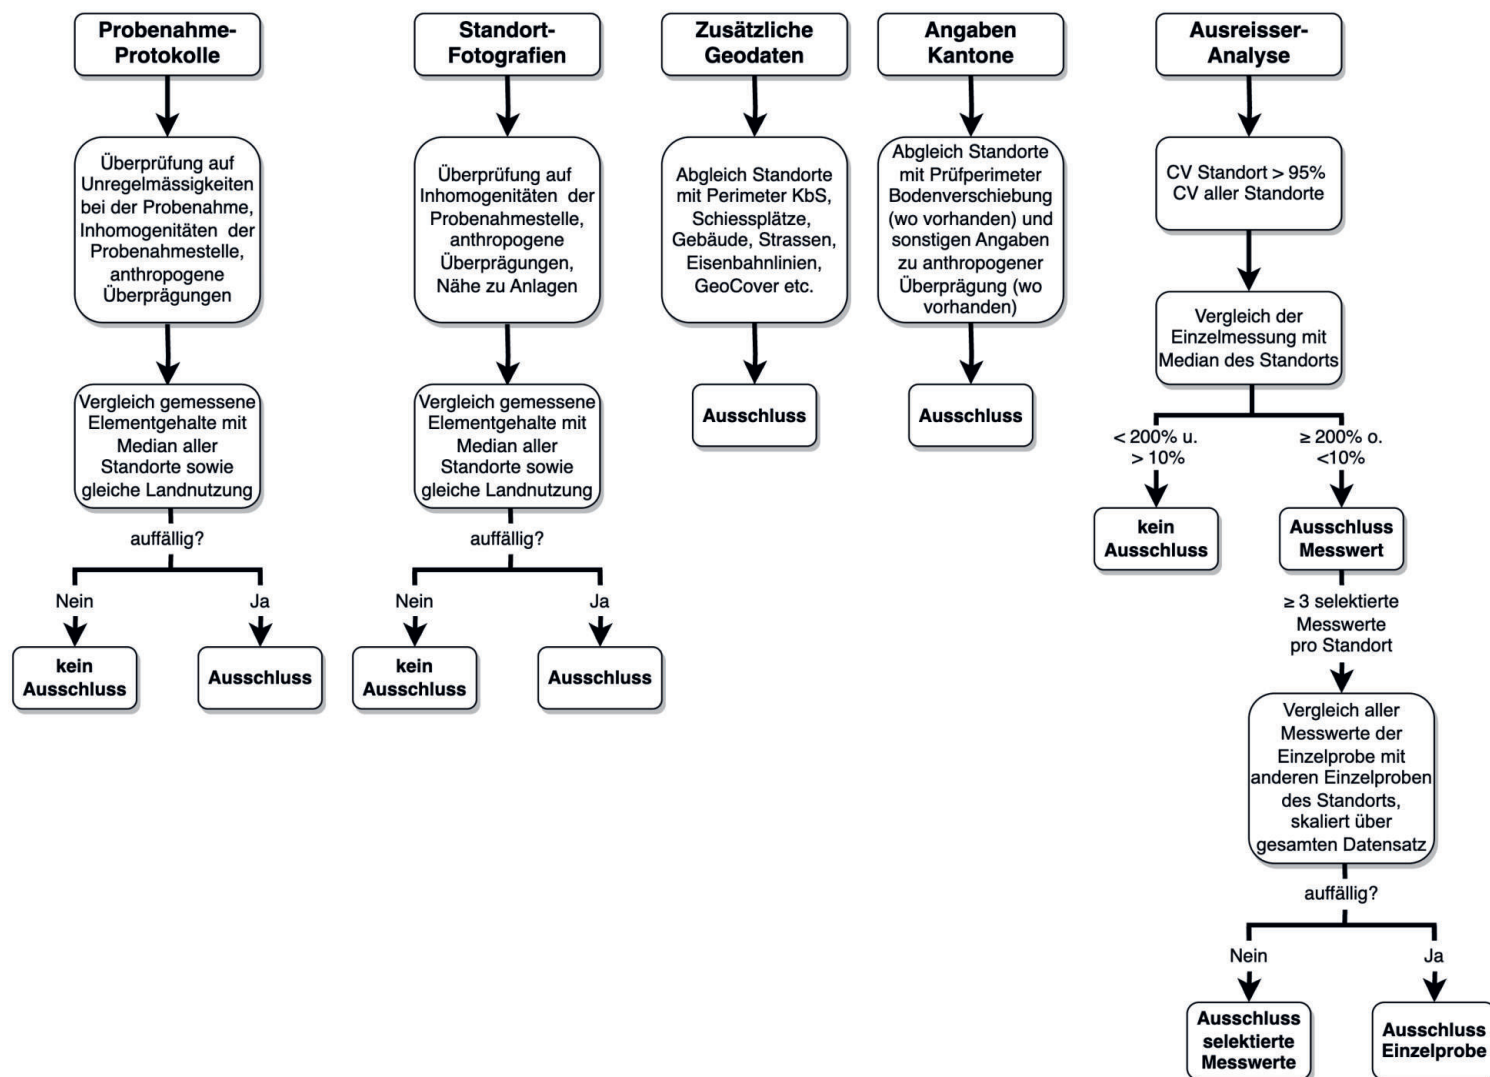 Probenahme-
Protokolle
Überprüfung auf
Unregelmässigkeiten
bei der Probenahme,
Inhomogenitäten der
Probenahmestelle,
anthropogene
Überprägungen
Vergleich gemessene
Elementgehalte mit
Median aller
Standorte sowie
gleiche Landnutzung
auffällig?
Nein
Ja
kein
Ausschluss
Ausschluss
Standort-
Fotografien
Überprüfung auf
Inhomogenitäten der
Probenahmestelle,
anthropogene
Überprägungen,
Nähe zu Anlagen
Vergleich gemessene
Elementgehalte mit
Median aller
Standorte sowie
gleiche Landnutzung
auffällig?
Nein
Ja
kein
Ausschluss
Ausschluss
Zusätzliche
Geodaten
Abgleich Standorte
mit Perimeter KbS,
Schiessplätze,
Gebäude, Strassen,
Eisenbahnlinien,
GeoCover etc.
Ausschluss
Angaben
Kantone
Abgleich Standorte
mit Prüfperimeter
Bodenverschiebung
(wo vorhanden) und
sonstigen Angaben
zu anthropogener
Überprägung (wo
vorhanden)
Ausschluss
Ausreisser-
Analyse
CV Standort > 95%
CV aller Standorte
Vergleich der
Einzelmessung mit
Median des Standorts
< 200% u.
> 10%
≥ 200% o.
<10%
kein
Ausschluss
Ausschluss
Messwert
≥ 3 selektierte
Messwerte
pro Standort
Vergleich aller
Messwerte der
Einzelprobe mit
anderen Einzelproben
des Standorts,
skaliert über
gesamten Datensatz
auffällig?
Nein
Ja
Ausschluss
selektierte
Messwerte
Ausschluss
Einzelprobe